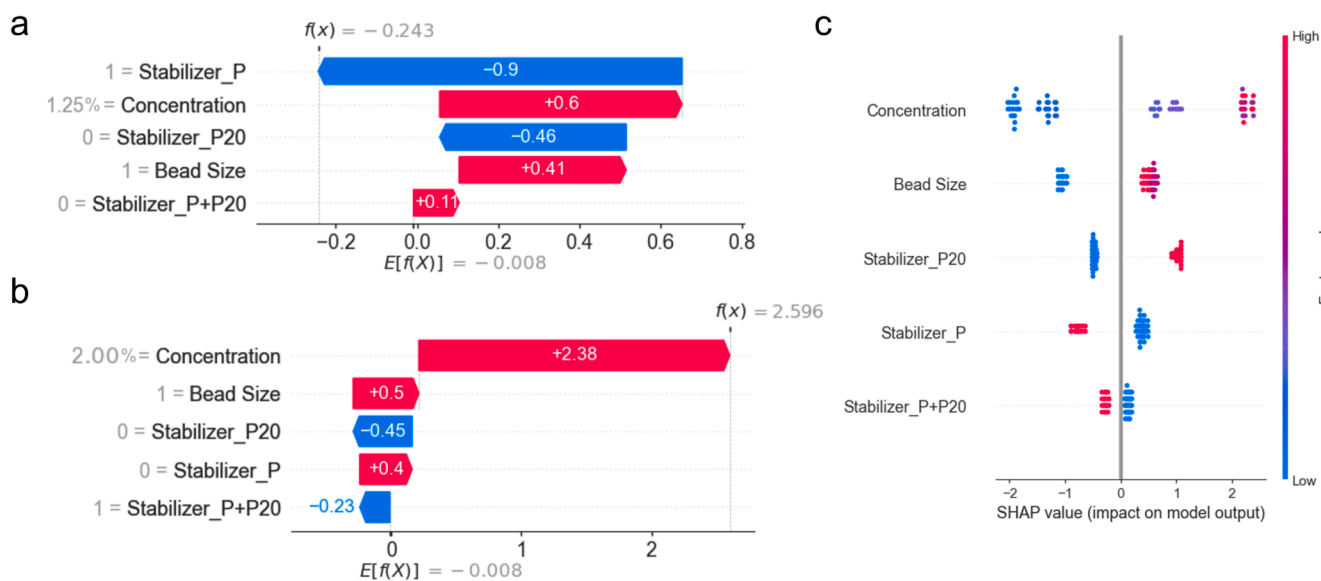 a
f(x) = −0.243
1 = Stabilizer_P
−0.9
1.25%= Concentration
+0.6
0 = Stabilizer_P20
−0.46
1 = Bead Size
+0.41
0 = Stabilizer_P+P20
+0.11
−0.2 0.0 0.2 0.4 0.6 0.8
E[f(X)] = −0.008
b
f(x) = 2.596
2.00%= Concentration
+2.38
1 = Bead Size
+0.5
0 = Stabilizer_P20
−0.45
0 = Stabilizer_P
+0.4
1 = Stabilizer_P+P20
−0.23
0 1 2
E[f(X)] = −0.008
c
High
Concentration
Bead Size
Stabilizer_P20
Stabilizer_P
Stabilizer_P+P20
Low
−2 −1 0 1 2
SHAP value (impact on model output)